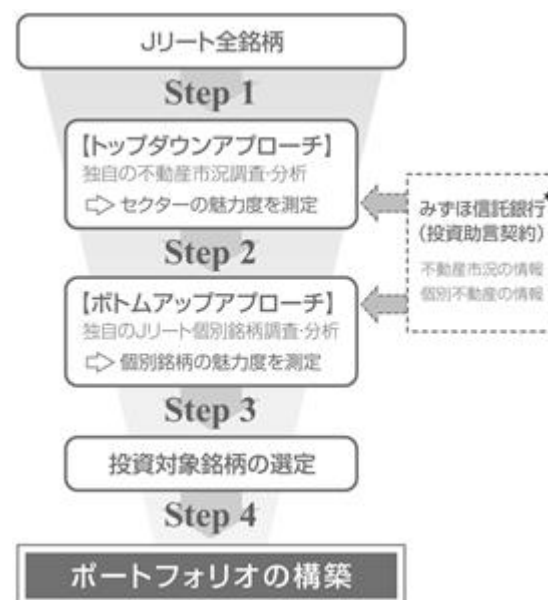 Jリート全銘柄
Step 1
【トップダウンアプローチ】
独自の不動産市況調査・分析
⇨ セクターの魅力度を測定
みずほ信託銀行*
(投資助言契約)
不動産市況の情報
個別不動産の情報
Step 2
【ボトムアップアプローチ】
独自のJリート個別銘柄調査・分析
⇨ 個別銘柄の魅力度を測定
Step 3
投資対象銘柄の選定
Step 4
ポートフォリオの構築